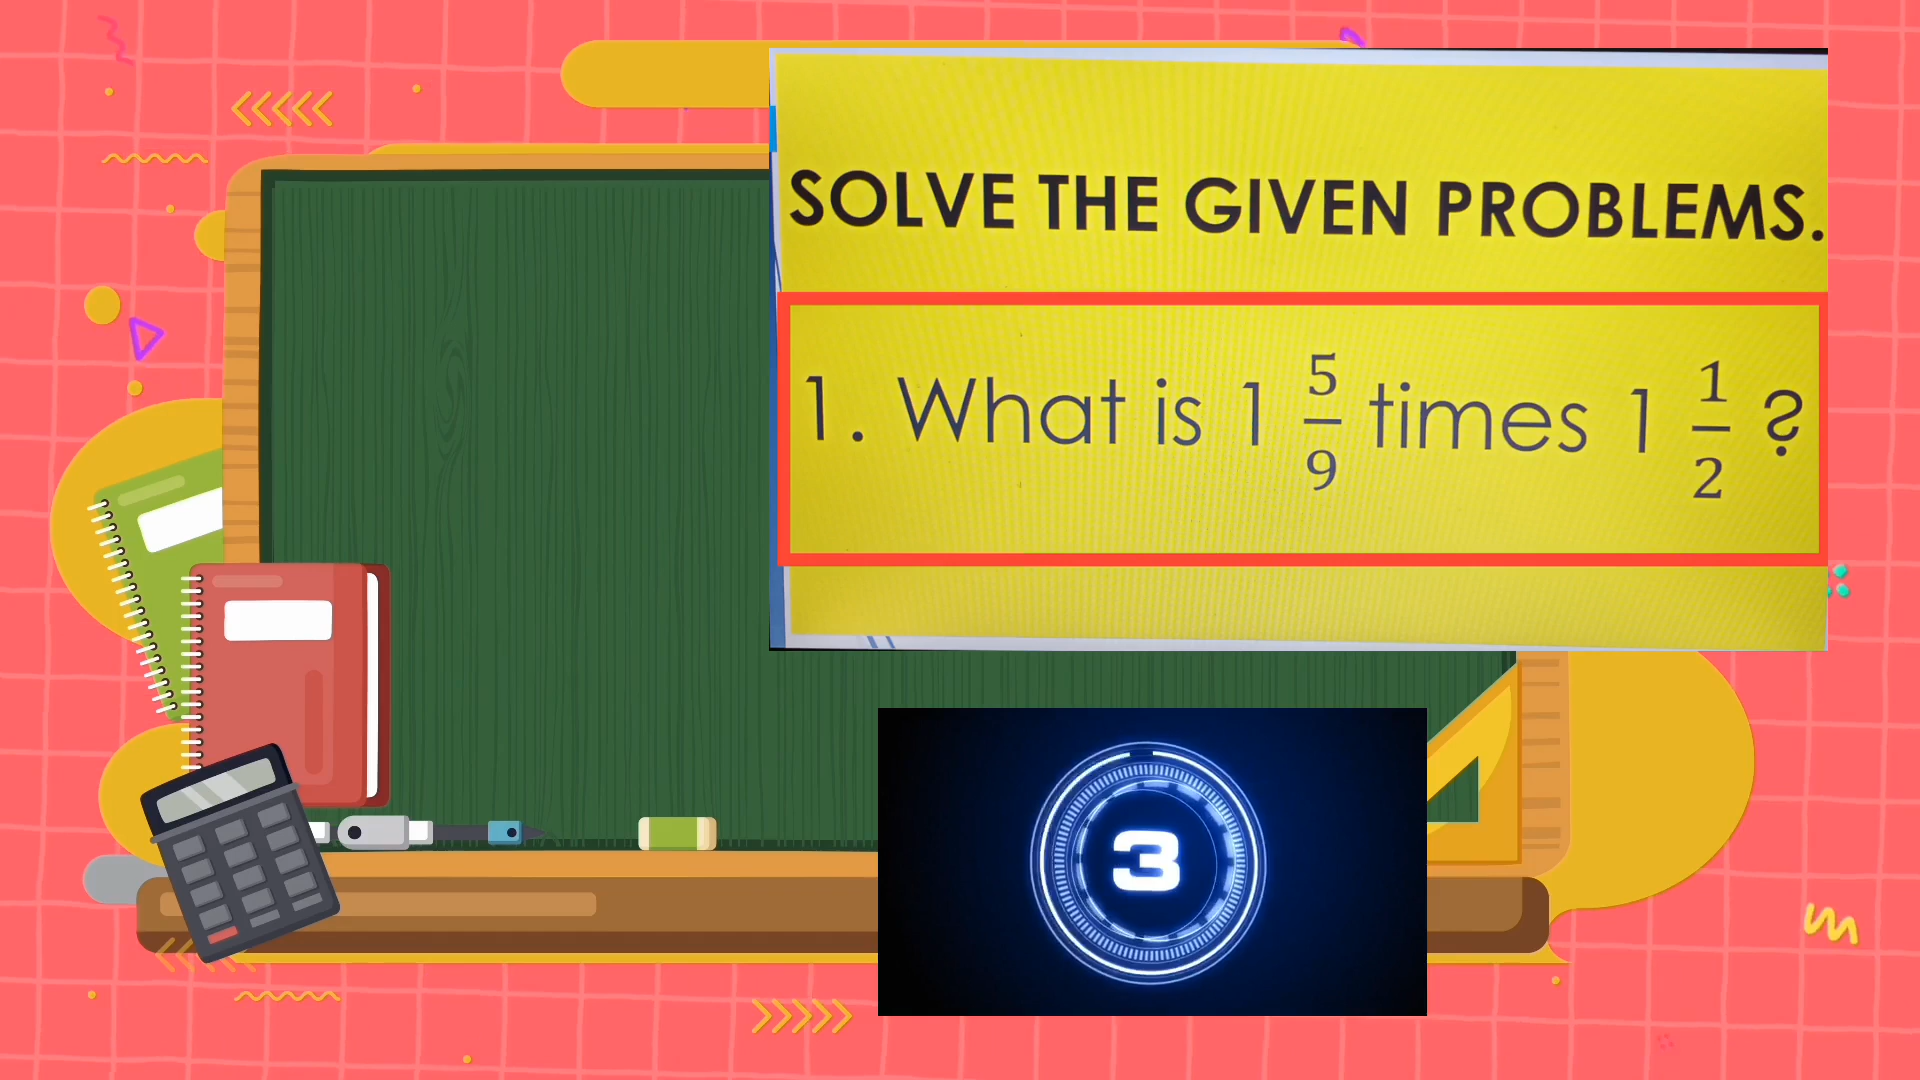 SOLVE THE GIVEN PROBLEMS.
1. What is 1 5/9 times 1 1/2 ?
3